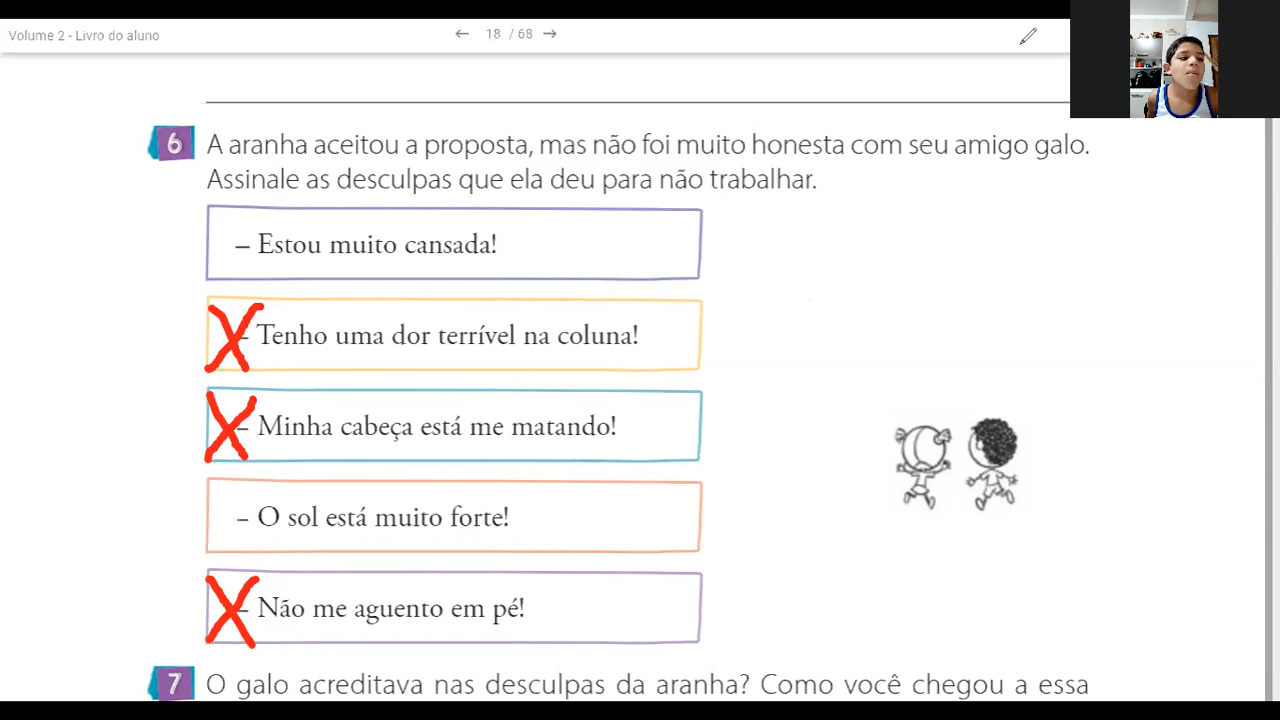 Volume 2 - Livro do aluno
← 18 / 68 →
6 A aranha aceitou a proposta, mas não foi muito honesta com seu amigo galo.
Assinale as desculpas que ela deu para não trabalhar.
– Estou muito cansada!
X – Tenho uma dor terrível na coluna!
X – Minha cabeça está me matando!
– O sol está muito forte!
X – Não me aguento em pé!
7 O galo acreditava nas desculpas da aranha? Como você chegou a essa